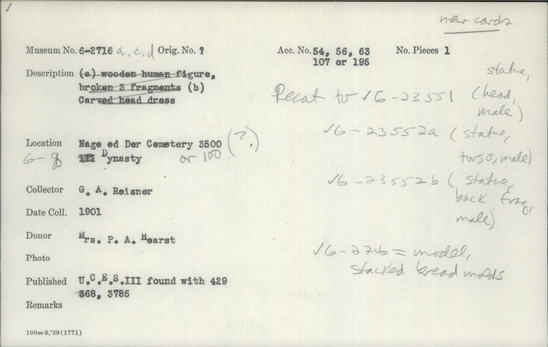 new cards
Museum No. 6-2716 a, c, d Orig. No. ? Acc. No. 54, 56, 63 No. Pieces 1
107 or 195
Description (a) wooden human figure,
broken 3 fragments (b)
Carved head dress
Recat to √6-23551 (head, male)
statue,
√6-23552a (statue,
torso, male)
√6-23552b (statue,
back frag,
male)
√6-2716 = model,
stacked bread molds
Location Nage ed Der Cemetery 3500 (?)
6-8 III Dynasty or 100
Collector G. A. Reisner
Date Coll. 1901
Donor Mrs. P. A. Hearst
Photo
Published U.C.E.S.III found with 429
368, 3785
Remarks
100m-9,'39(1771)